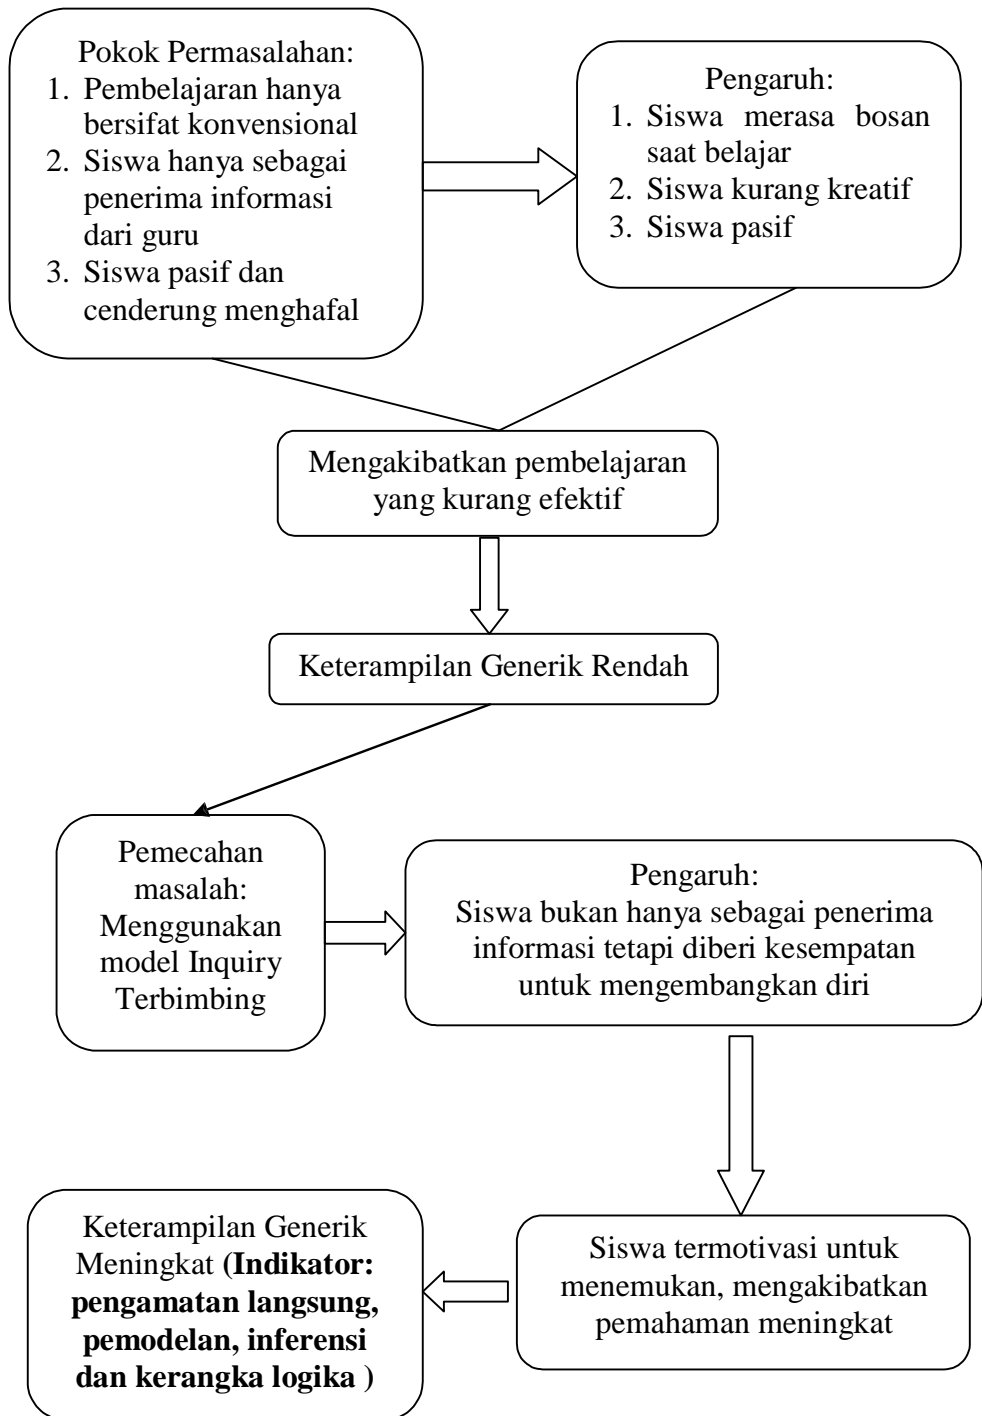 Pokok Permasalahan:
1. Pembelajaran hanya
bersifat konvensional
2. Siswa hanya sebagai
penerima informasi
dari guru
3. Siswa pasif dan
cenderung menghafal
Pengaruh:
1. Siswa merasa bosan
saat belajar
2. Siswa kurang kreatif
3. Siswa pasif
Mengakibatkan pembelajaran
yang kurang efektif
Keterampilan Generik Rendah
Pemecahan
masalah:
Menggunakan
model Inquiry
Terbimbing
Pengaruh:
Siswa bukan hanya sebagai penerima
informasi tetapi diberi kesempatan
untuk mengembangkan diri
Siswa termotivasi untuk
menemukan, mengakibatkan
pemahaman meningkat
Keterampilan Generik
Meningkat (Indikator:
pengamatan langsung,
pemodelan, inferensi
dan kerangka logika )